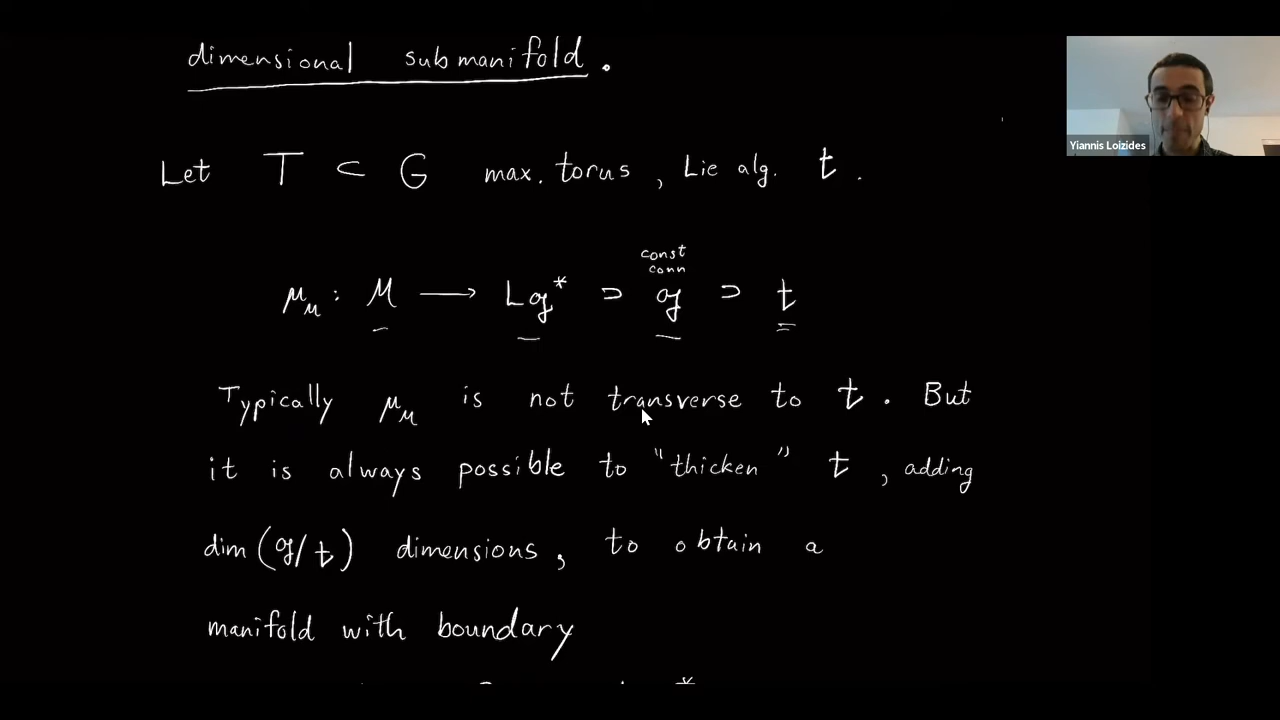 dimensional submanifold.
Yiannis Loizides
Let T ⊂ G max. torus, Lie alg. t.
const
conn
μ_M : M → Lg* ⊃ g ⊃ t
Typically μ_M is not transverse to t. But
it is always possible to "thicken" t, adding
dim(g/t) dimensions, to obtain a
manifold with boundary